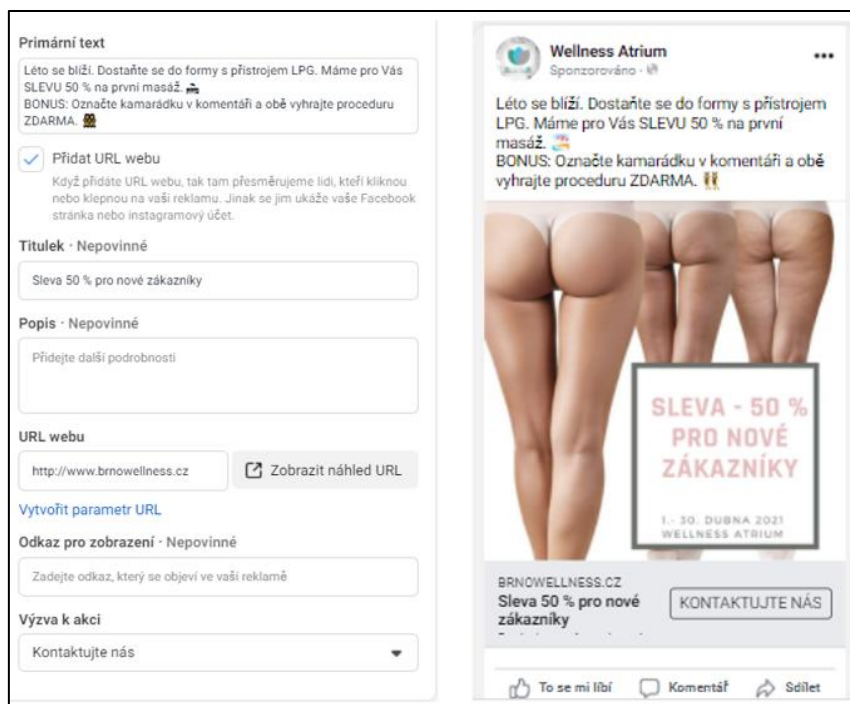 Primární text
Léto se blíží. Dostaňte se do formy s přístrojem LPG. Máme pro Vás
SLEVU 50 % na první masáž.
BONUS: Označte kamarádku v komentáři a obě vyhrajte proceduru
ZDARMA.
Přidat URL webu
Když přidáte URL webu, tak tam přesměrujeme lidi, kteří kliknou
nebo klepnou na vaši reklamu. Jinak se jim ukáže vaše Facebook
stránka nebo instagramový účet.
Titulek · Nepovinné
Sleva 50 % pro nové zákazníky
Popis · Nepovinné
Přidejte další podrobnosti
URL webu
http://www.brnowellness.cz
Zobrazit náhled URL
Vytvořit parametr URL
Odkaz pro zobrazení · Nepovinné
Zadejte odkaz, který se objeví ve vaší reklamě
Výzva k akci
Kontaktujte nás
Wellness Atrium
Sponzorováno ·
Léto se blíží. Dostaňte se do formy s přístrojem
LPG. Máme pro Vás SLEVU 50 % na první
masáž.
BONUS: Označte kamarádku v komentáři a obě
vyhrajte proceduru ZDARMA.
SLEVA - 50 %
PRO NOVÉ
ZÁKAZNÍKY
1.- 30. DUBNA 2021
WELLNESS ATRIUM
BRNOWELLNESS.CZ
Sleva 50 % pro nové
zákazníky
KONTAKTUJTE NÁS
To se mi líbí
Komentář
Sdílet